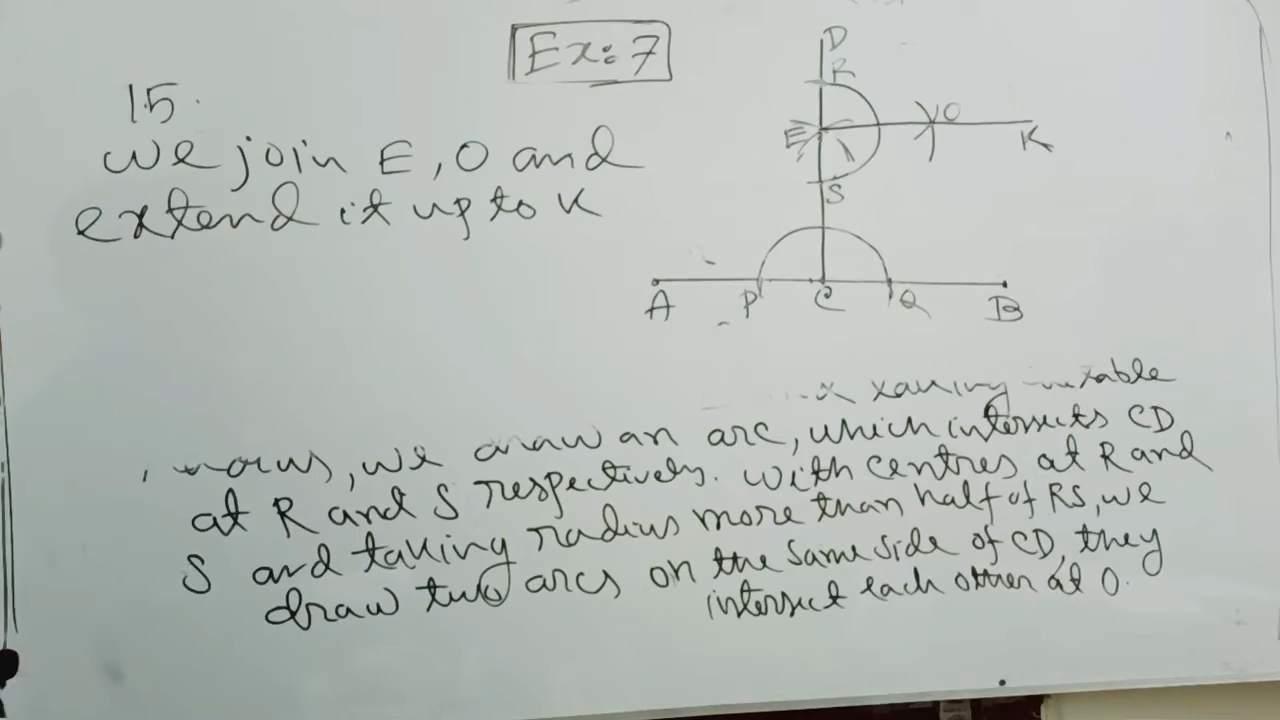 Ex: 7
15.
we join E, O and
extend it up to K
D
R
E
O
K
S
A
P
C
Q
B
taking
we draw an arc, which intersects CD
at R and S respectively. With centres at R and
S and taking radius more than half of RS, we
draw two arcs on the same side of CD, they
intersect each other at O.